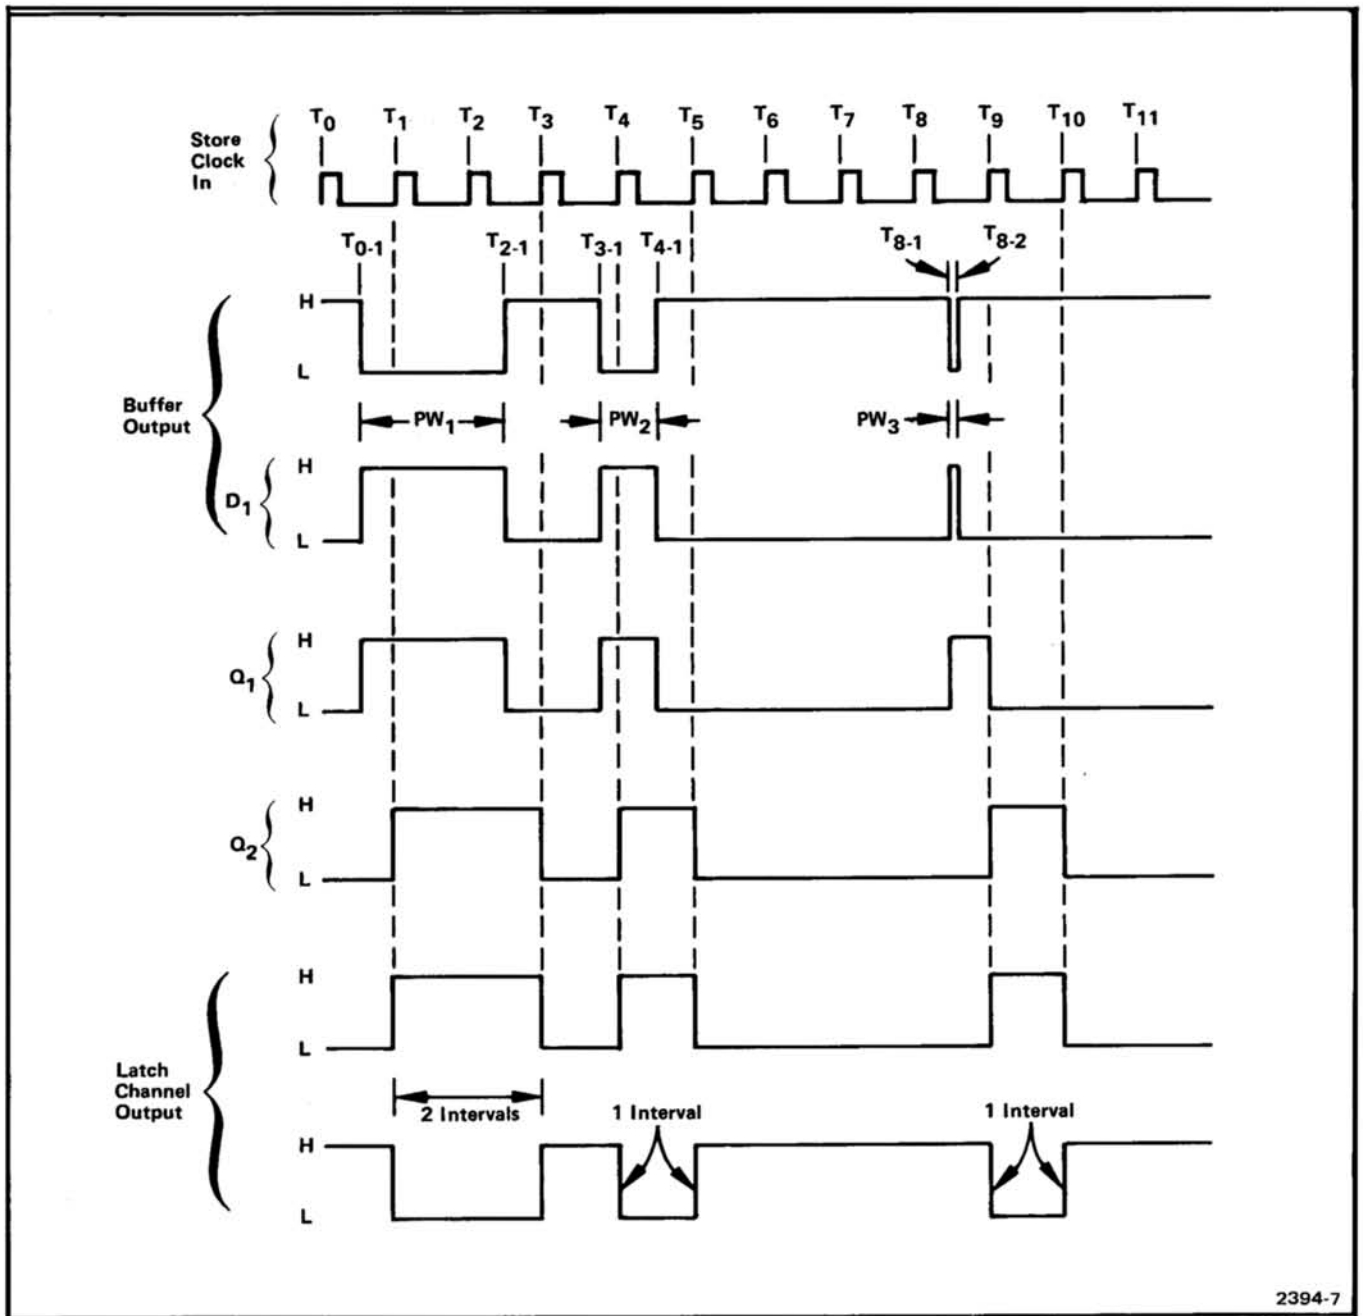 T0 T1 T2 T3 T4 T5 T6 T7 T8 T9 T10 T11
Store
Clock
In
T0-1 T2-1 T3-1 T4-1 T8-1 T8-2
H
L
Buffer
Output
PW1 PW2 PW3
H
D1
L
H
Q1
L
H
Q2
L
H
L
Latch
Channel
Output
2 Intervals 1 Interval 1 Interval
H
L
2394-7